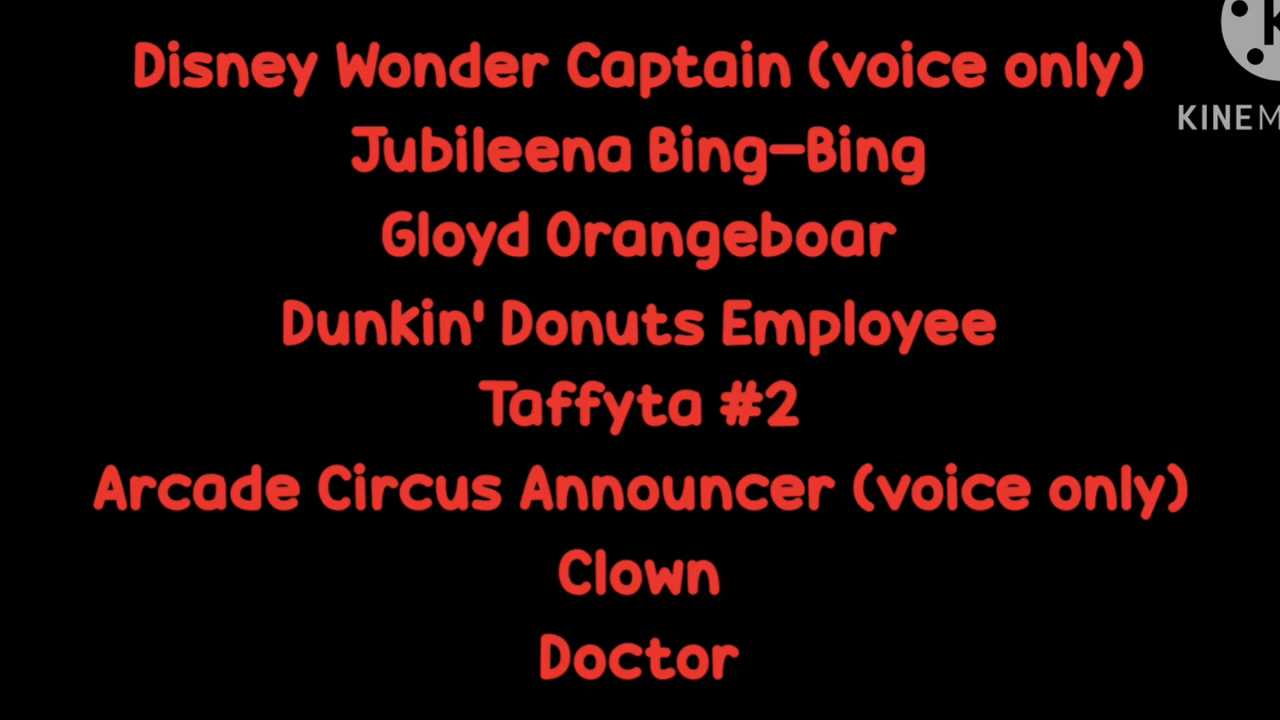 Disney Wonder Captain (voice only)
K
KINEM
Jubileena Bing-Bing
Gloyd Orangeboar
Dunkin' Donuts Employee
Taffyta #2
Arcade Circus Announcer (voice only)
Clown
Doctor